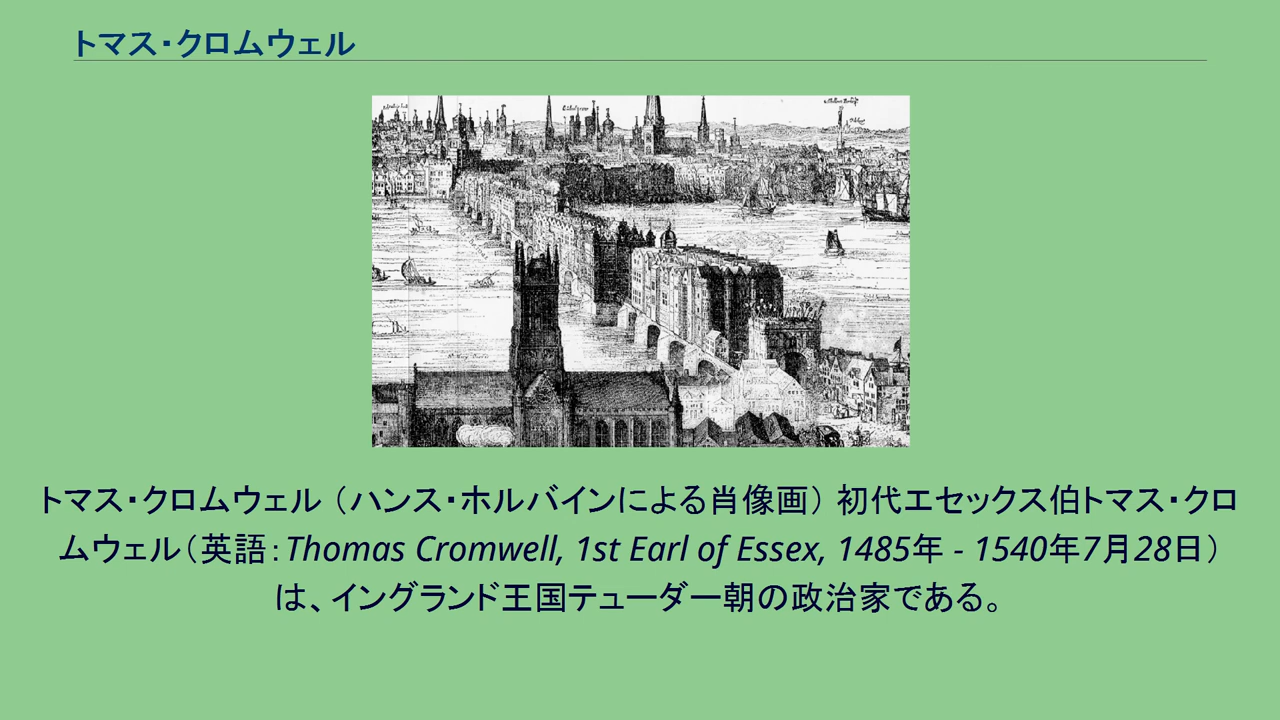 トマス・クロムウェル
トマス・クロムウェル （ハンス・ホルバインによる肖像画） 初代エセックス伯トマス・クロ
ムウェル（英語：Thomas Cromwell, 1st Earl of Essex, 1485年 - 1540年7月28日）
は、イングランド王国テューダー朝の政治家である。